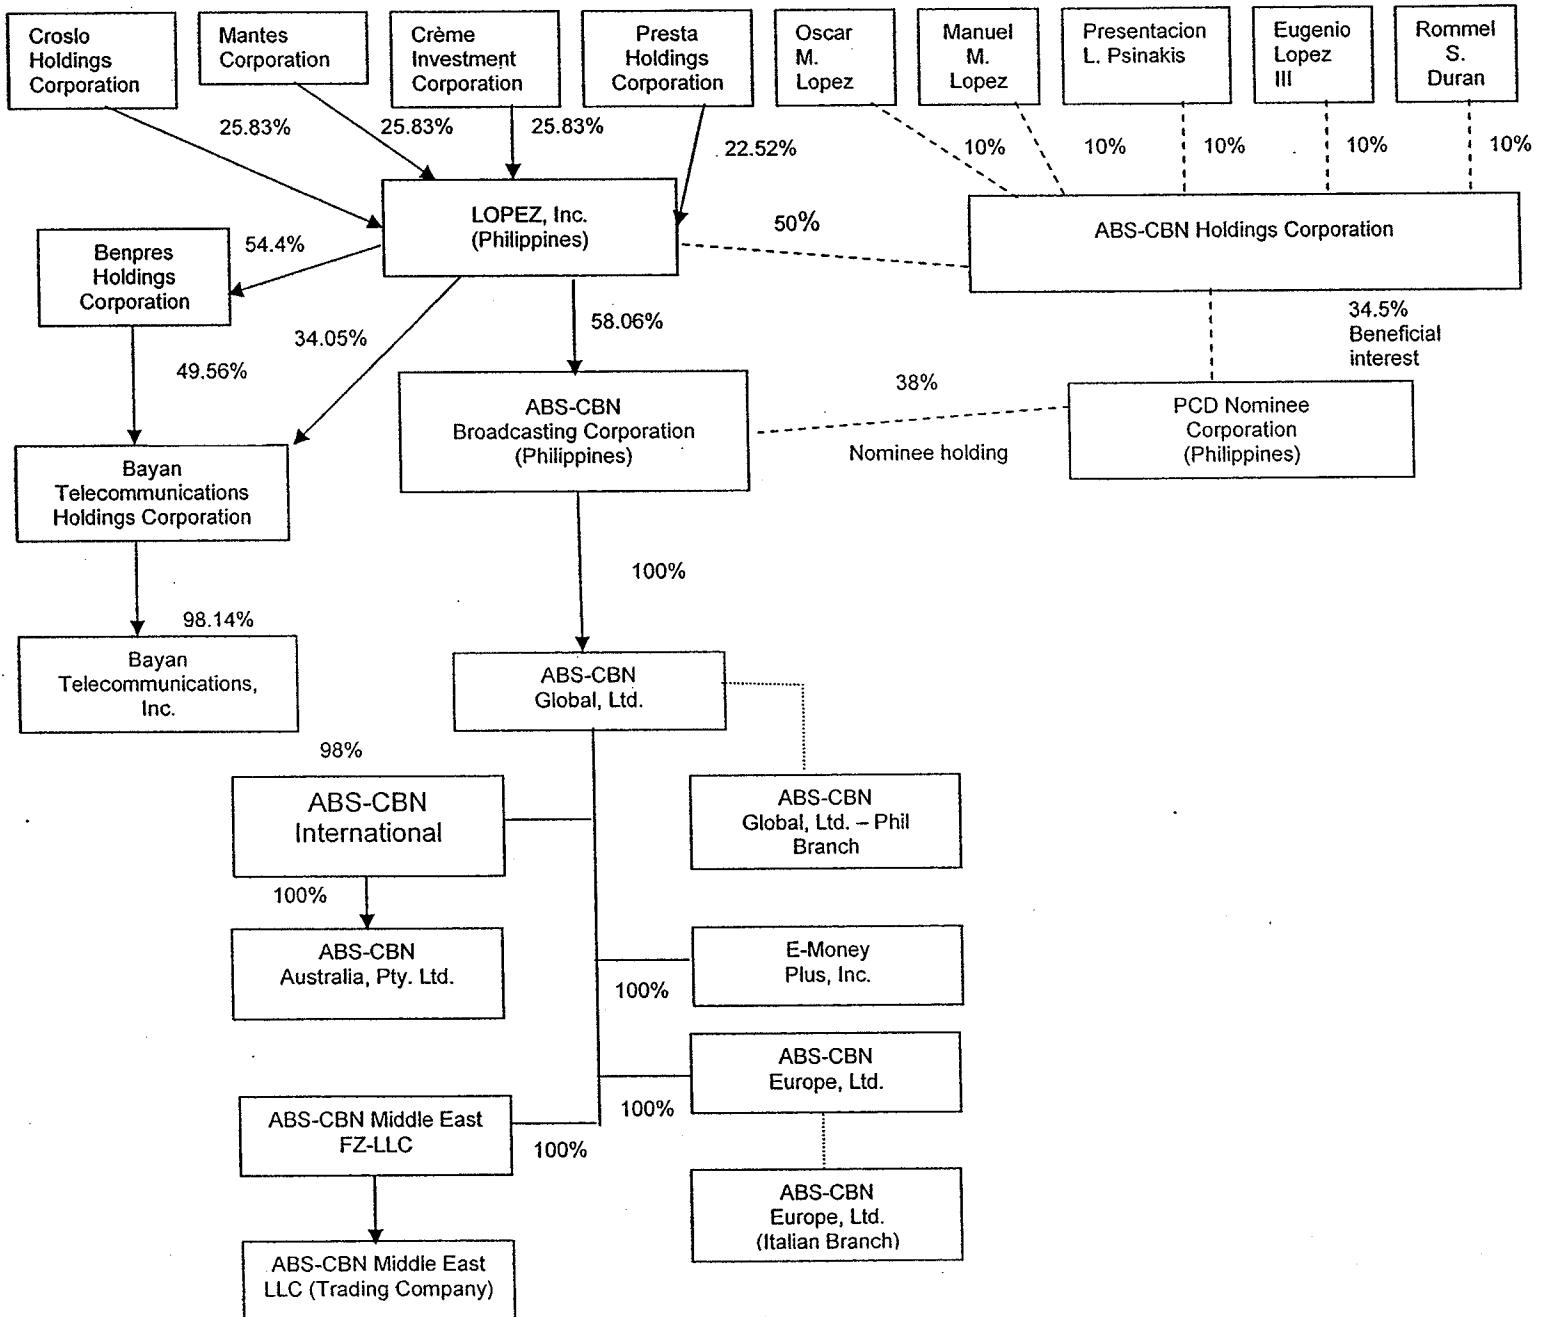 Croslo
Holdings
Corporation
Mantes
Corporation
Crème
Investment
Corporation
Presta
Holdings
Corporation
Oscar
M.
Lopez
Manuel
M.
Lopez
Presentacion
L. Psinakis
Eugenio
Lopez
III
Rommel
S.
Duran
25.83%
25.83%
25.83%
22.52%
10%
10%
10%
10%
10%
LOPEZ, Inc.
(Philippines)
50%
ABS-CBN Holdings Corporation
Benpres
Holdings
Corporation
54.4%
34.05%
58.06%
34.5%
Beneficial
interest
49.56%
38%
Nominee holding
ABS-CBN
Broadcasting Corporation
(Philippines)
PCD Nominee
Corporation
(Philippines)
Bayan
Telecommunications
Holdings Corporation
100%
98.14%
Bayan
Telecommunications,
Inc.
ABS-CBN
Global, Ltd.
98%
ABS-CBN
International
ABS-CBN
Global, Ltd. – Phil
Branch
100%
ABS-CBN
Australia, Pty. Ltd.
E-Money
Plus, Inc.
100%
ABS-CBN
Europe, Ltd.
100%
ABS-CBN Middle East
FZ-LLC
100%
ABS-CBN
Europe, Ltd.
(Italian Branch)
ABS-CBN Middle East
LLC (Trading Company)